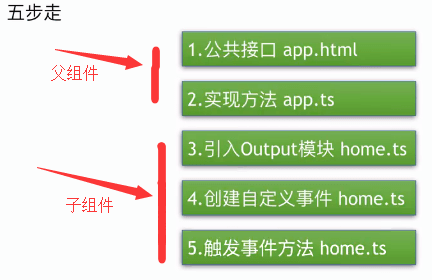 五步走
1.公共接口 app.html
父组件
2.实现方法 app.ts
3.引入Output模块 home.ts
4.创建自定义事件 home.ts
子组件
5.触发事件方法 home.ts